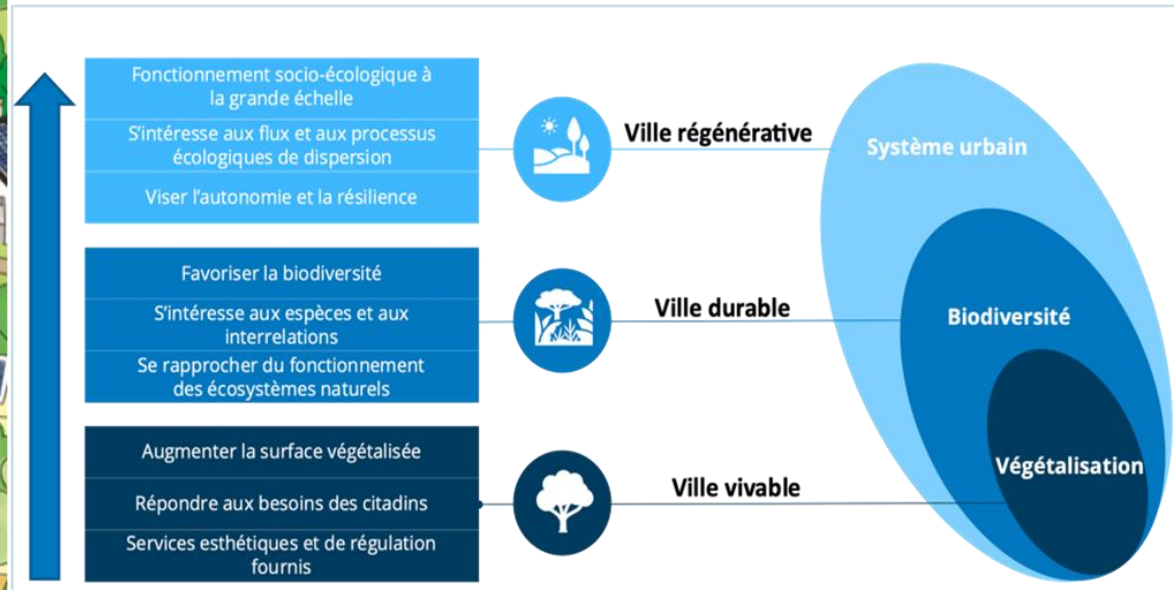 Fonctionnement socio-écologique à
la grande échelle
S'intéresse aux flux et aux processus
écologiques de dispersion
Viser l'autonomie et la résilience
Ville régénérative
Système urbain
Favoriser la biodiversité
S'intéresse aux espèces et aux
interrelations
Se rapprocher du fonctionnement
des écosystèmes naturels
Ville durable
Biodiversité
Augmenter la surface végétalisée
Répondre aux besoins des citadins
Services esthétiques et de régulation
fournis
Ville vivable
Végétalisation